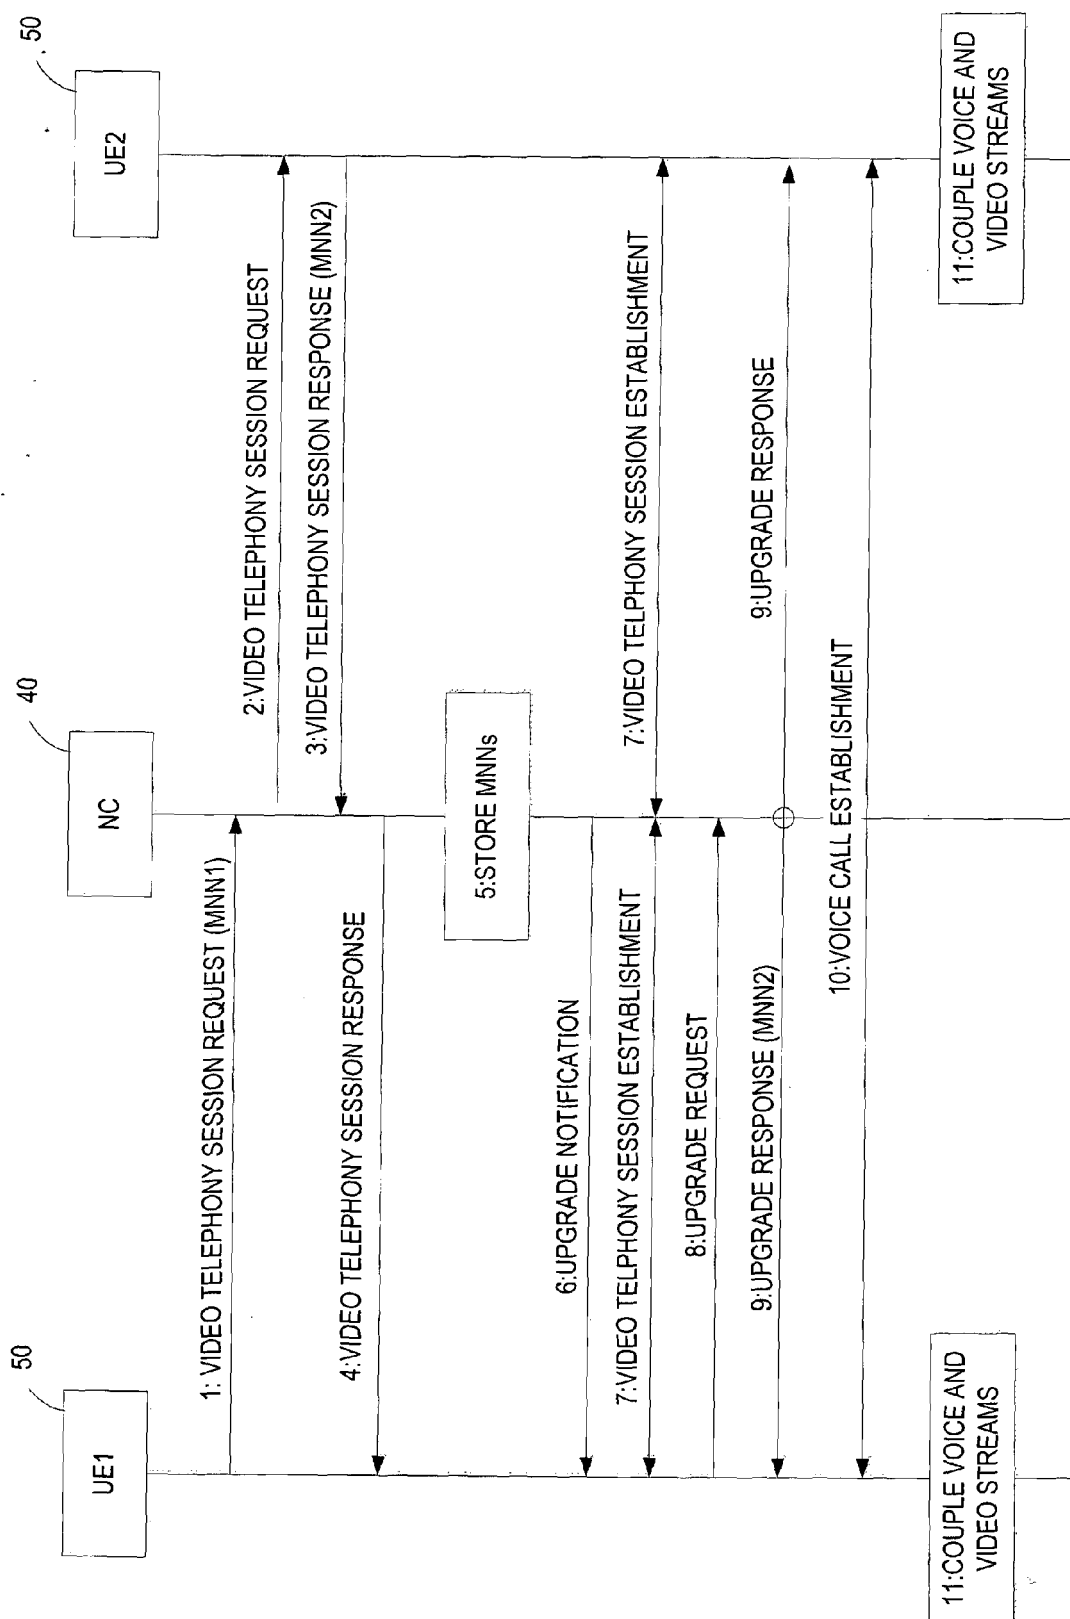 50
UE1
40
NC
50
UE2
1: VIDEO TELEPHONY SESSION REQUEST (MNN1)
2:VIDEO TELEPHONY SESSION REQUEST
3:VIDEO TELEPHONY SESSION RESPONSE (MNN2)
4:VIDEO TELEPHONY SESSION RESPONSE
5:STORE MNNs
6:UPGRADE NOTIFICATION
7:VIDEO TELPHONY SESSION ESTABLISHMENT
7:VIDEO TELPHONY SESSION ESTABLISHMENT
8:UPGRADE REQUEST
9:UPGRADE RESPONSE (MNN2)
9:UPGRADE RESPONSE
10:VOICE CALL ESTABLISHMENT
11:COUPLE VOICE AND
VIDEO STREAMS
11:COUPLE VOICE AND
VIDEO STREAMS